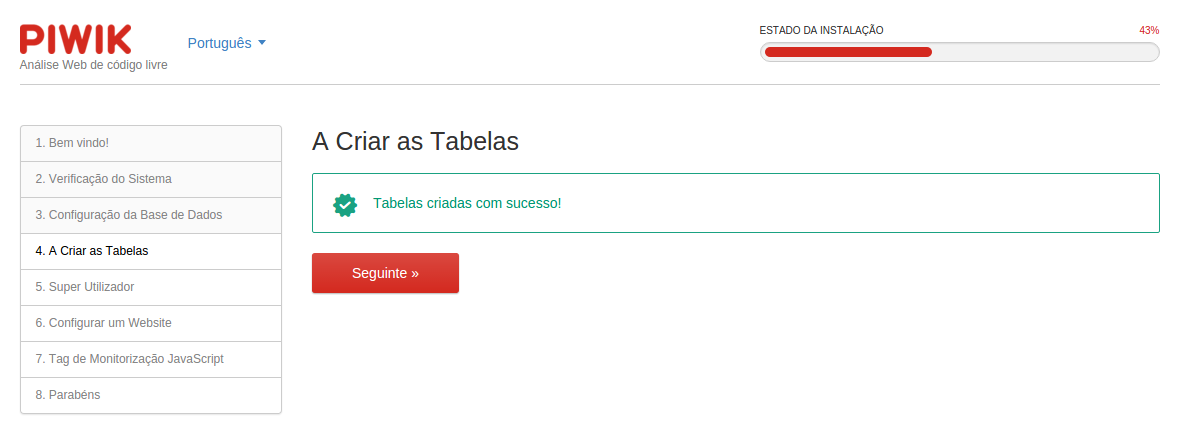 PIWIK
Análise Web de código livre
Português
ESTADO DA INSTALAÇÃO 43%
1. Bem vindo!
2. Verificação do Sistema
3. Configuração da Base de Dados
4. A Criar as Tabelas
5. Super Utilizador
6. Configurar um Website
7. Tag de Monitorização JavaScript
8. Parabéns
A Criar as Tabelas
Tabelas criadas com sucesso!
Seguinte »